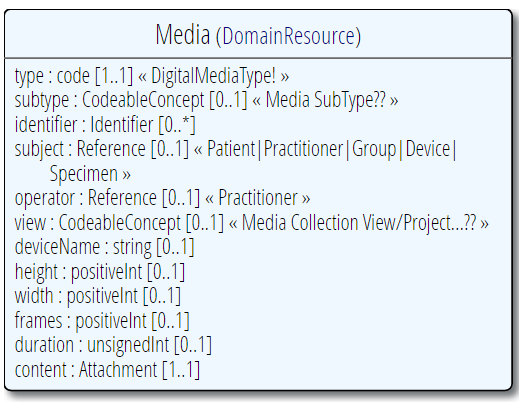 Media (DomainResource)
type : code [1..1] « DigitalMediaType! »
subtype : CodeableConcept [0..1] « Media SubType?? »
identifier : Identifier [0..*]
subject : Reference [0..1] « Patient|Practitioner|Group|Device|
Specimen »
operator : Reference [0..1] « Practitioner »
view : CodeableConcept [0..1] « Media Collection View/Project...?? »
deviceName : string [0..1]
height : positiveInt [0..1]
width : positiveInt [0..1]
frames : positiveInt [0..1]
duration : unsignedInt [0..1]
content : Attachment [1..1]